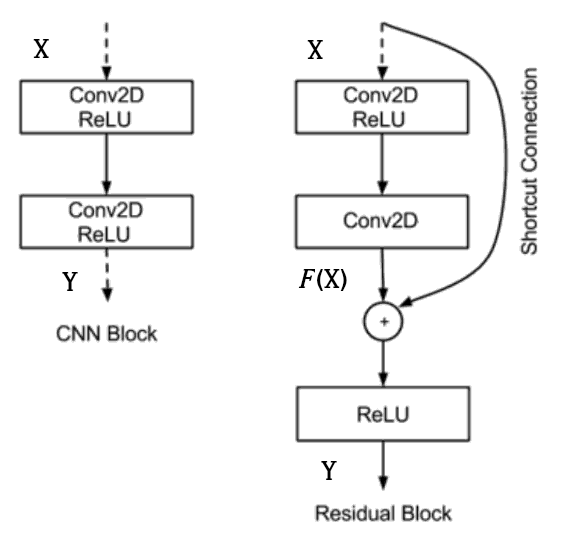 X
Conv2D
ReLU
Conv2D
ReLU
Y
CNN Block
X
Conv2D
ReLU
Conv2D
F(X)
+
ReLU
Y
Residual Block
Shortcut Connection